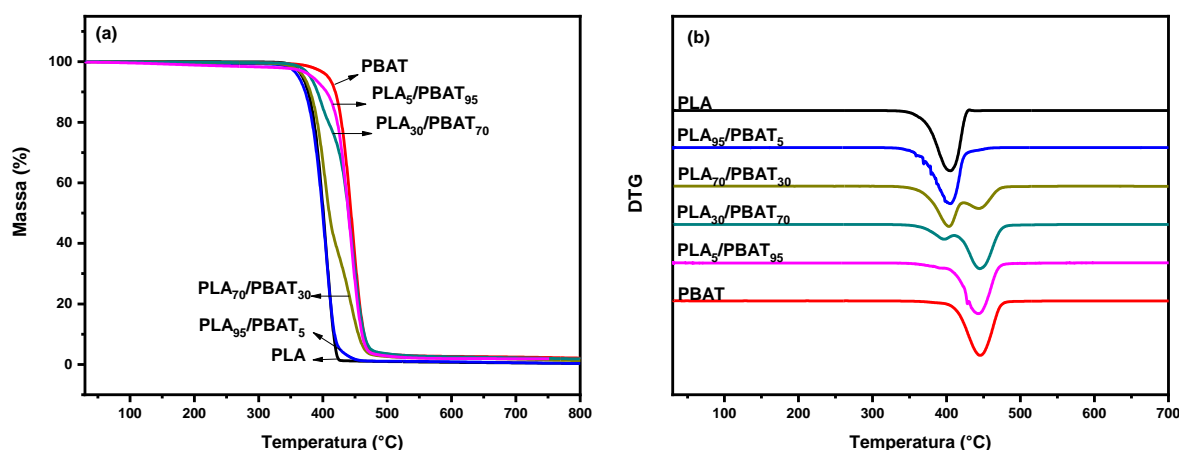 (a)
100
80
60
40
20
0
Massa (%)
PBAT
PLA₅/PBAT₉₅
PLA₃₀/PBAT₇₀
PLA₇₀/PBAT₃₀
PLA₉₅/PBAT₅
PLA
100 200 300 400 500 600 700 800
Temperatura (°C)
(b)
DTG
PLA
PLA₉₅/PBAT₅
PLA₇₀/PBAT₃₀
PLA₃₀/PBAT₇₀
PLA₅/PBAT₉₅
PBAT
100 200 300 400 500 600 700
Temperatura (°C)